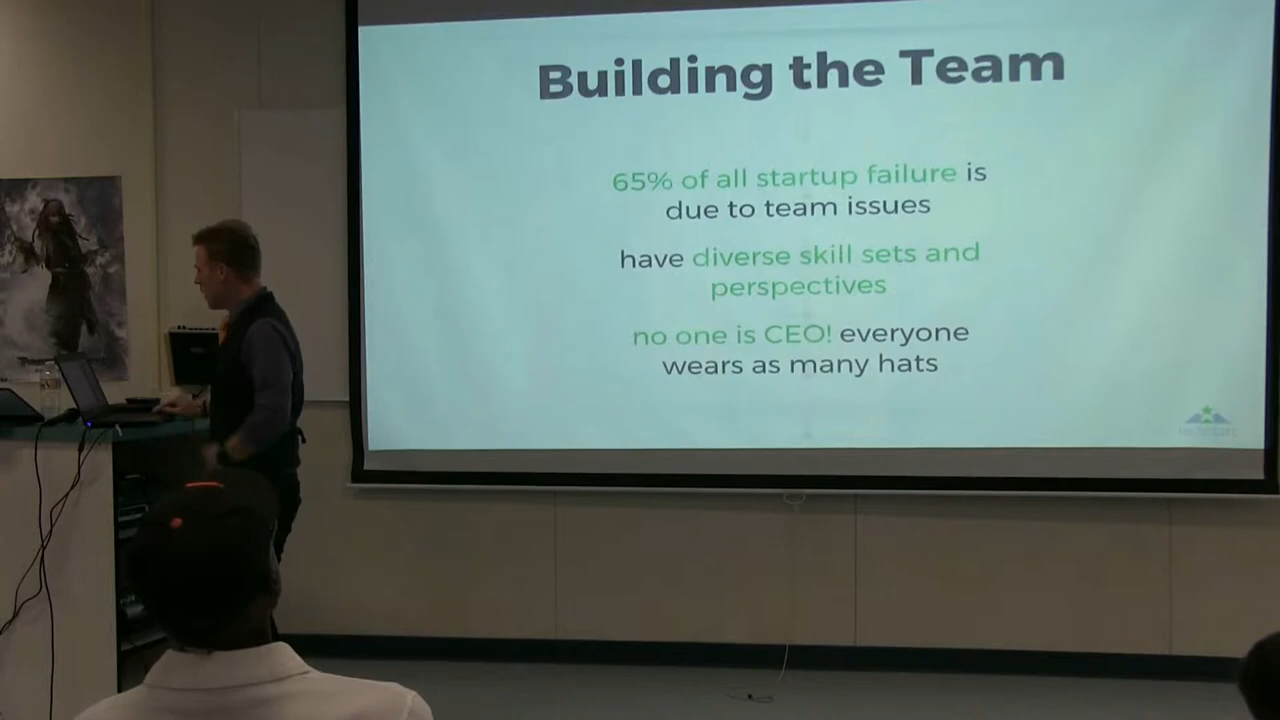 Building the Team
65% of all startup failure is
due to team issues
have diverse skill sets and
perspectives
no one is CEO! everyone
wears as many hats